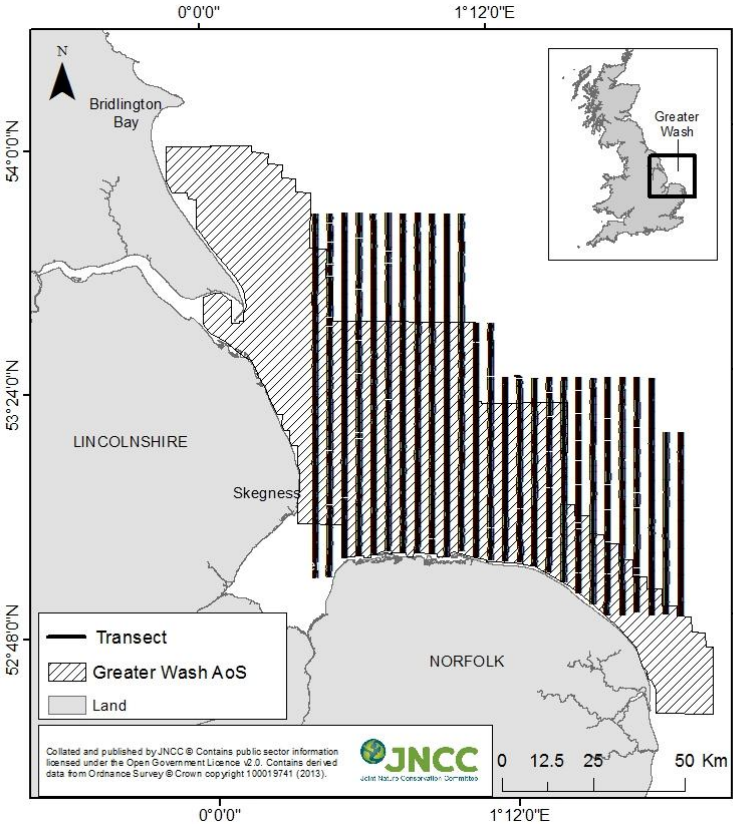 0°0'0"
1°12'0"E
N
Bridlington
Bay
Greater
Wash
54°0'0"N
53°24'0"N
52°48'0"N
LINCOLNSHIRE
Skegness
NORFOLK
Transect
Greater Wash AoS
Land
Collated and published by JNCC © Contains public sector information
licensed under the Open Government Licence v2.0. Contains derived
data from Ordnance Survey © Crown copyright 100019741 (2013).
JNCC
Joint Nature Conservation Committee
0 12.5 25 50 Km
0°0'0"
1°12'0"E